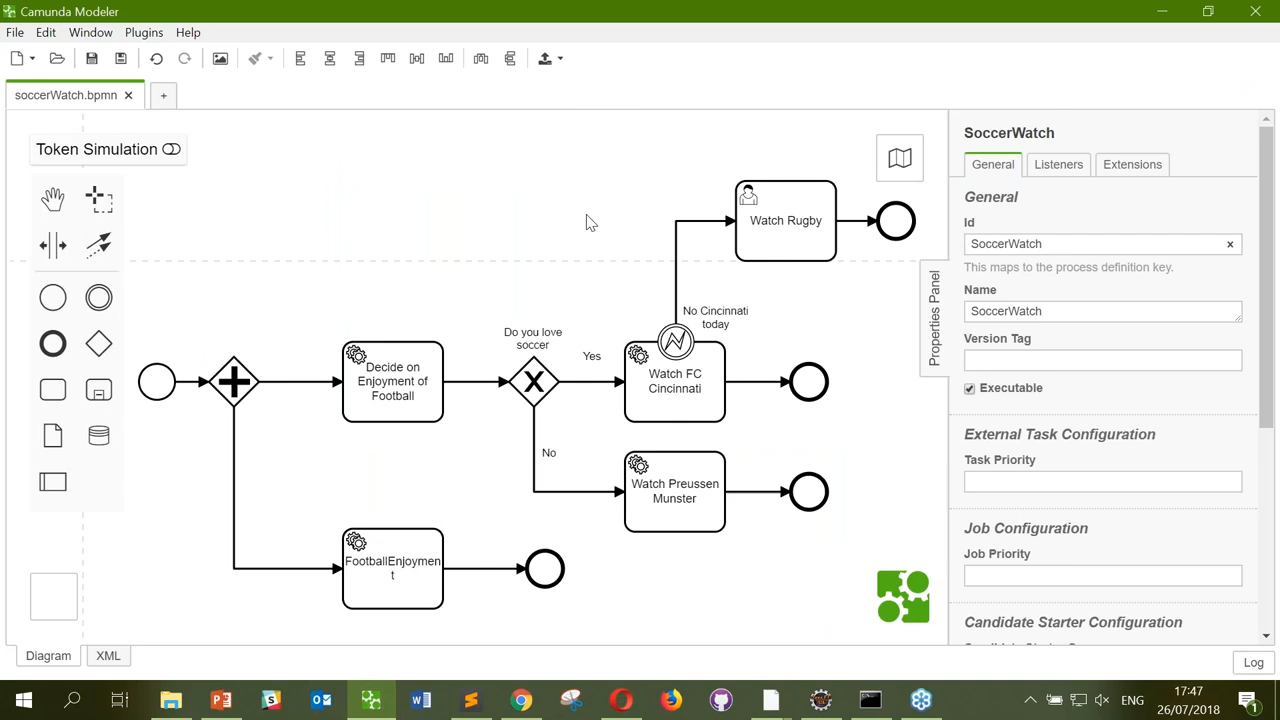 Camunda Modeler
File Edit Window Plugins Help
soccerWatch.bpmn × +
Token Simulation
Watch Rugby
No Cincinnati
today
Do you love
soccer
Yes
Decide on
Enjoyment of
Football
X
Watch FC
Cincinnati
No
Watch Preussen
Munster
FootballEnjoymen
t
Properties Panel
SoccerWatch
General Listeners Extensions
General
Id
SoccerWatch ×
This maps to the process definition key.
Name
SoccerWatch
Version Tag
Executable
External Task Configuration
Task Priority
Job Configuration
Job Priority
Candidate Starter Configuration
Diagram XML
Log
ENG
17:47
26/07/2018
1